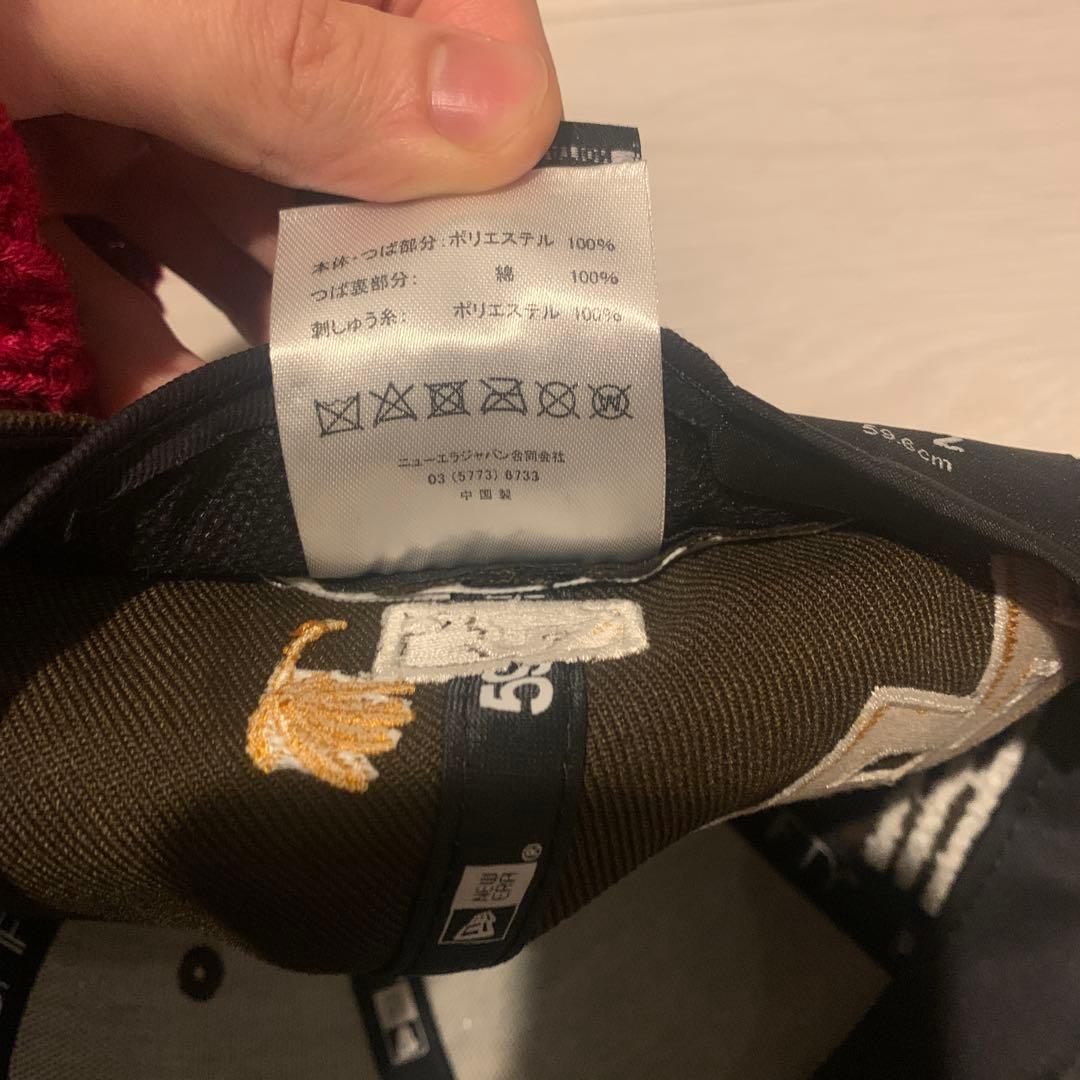 本体・つば部分:ポリエステル 100%
つば裏部分: 綿 100%
刺しゅう糸: ポリエステル 100%
W
ニューエラジャパン合同会社
03 (5773) 6733
中国製
59.6cm
59
NEW ERA
®